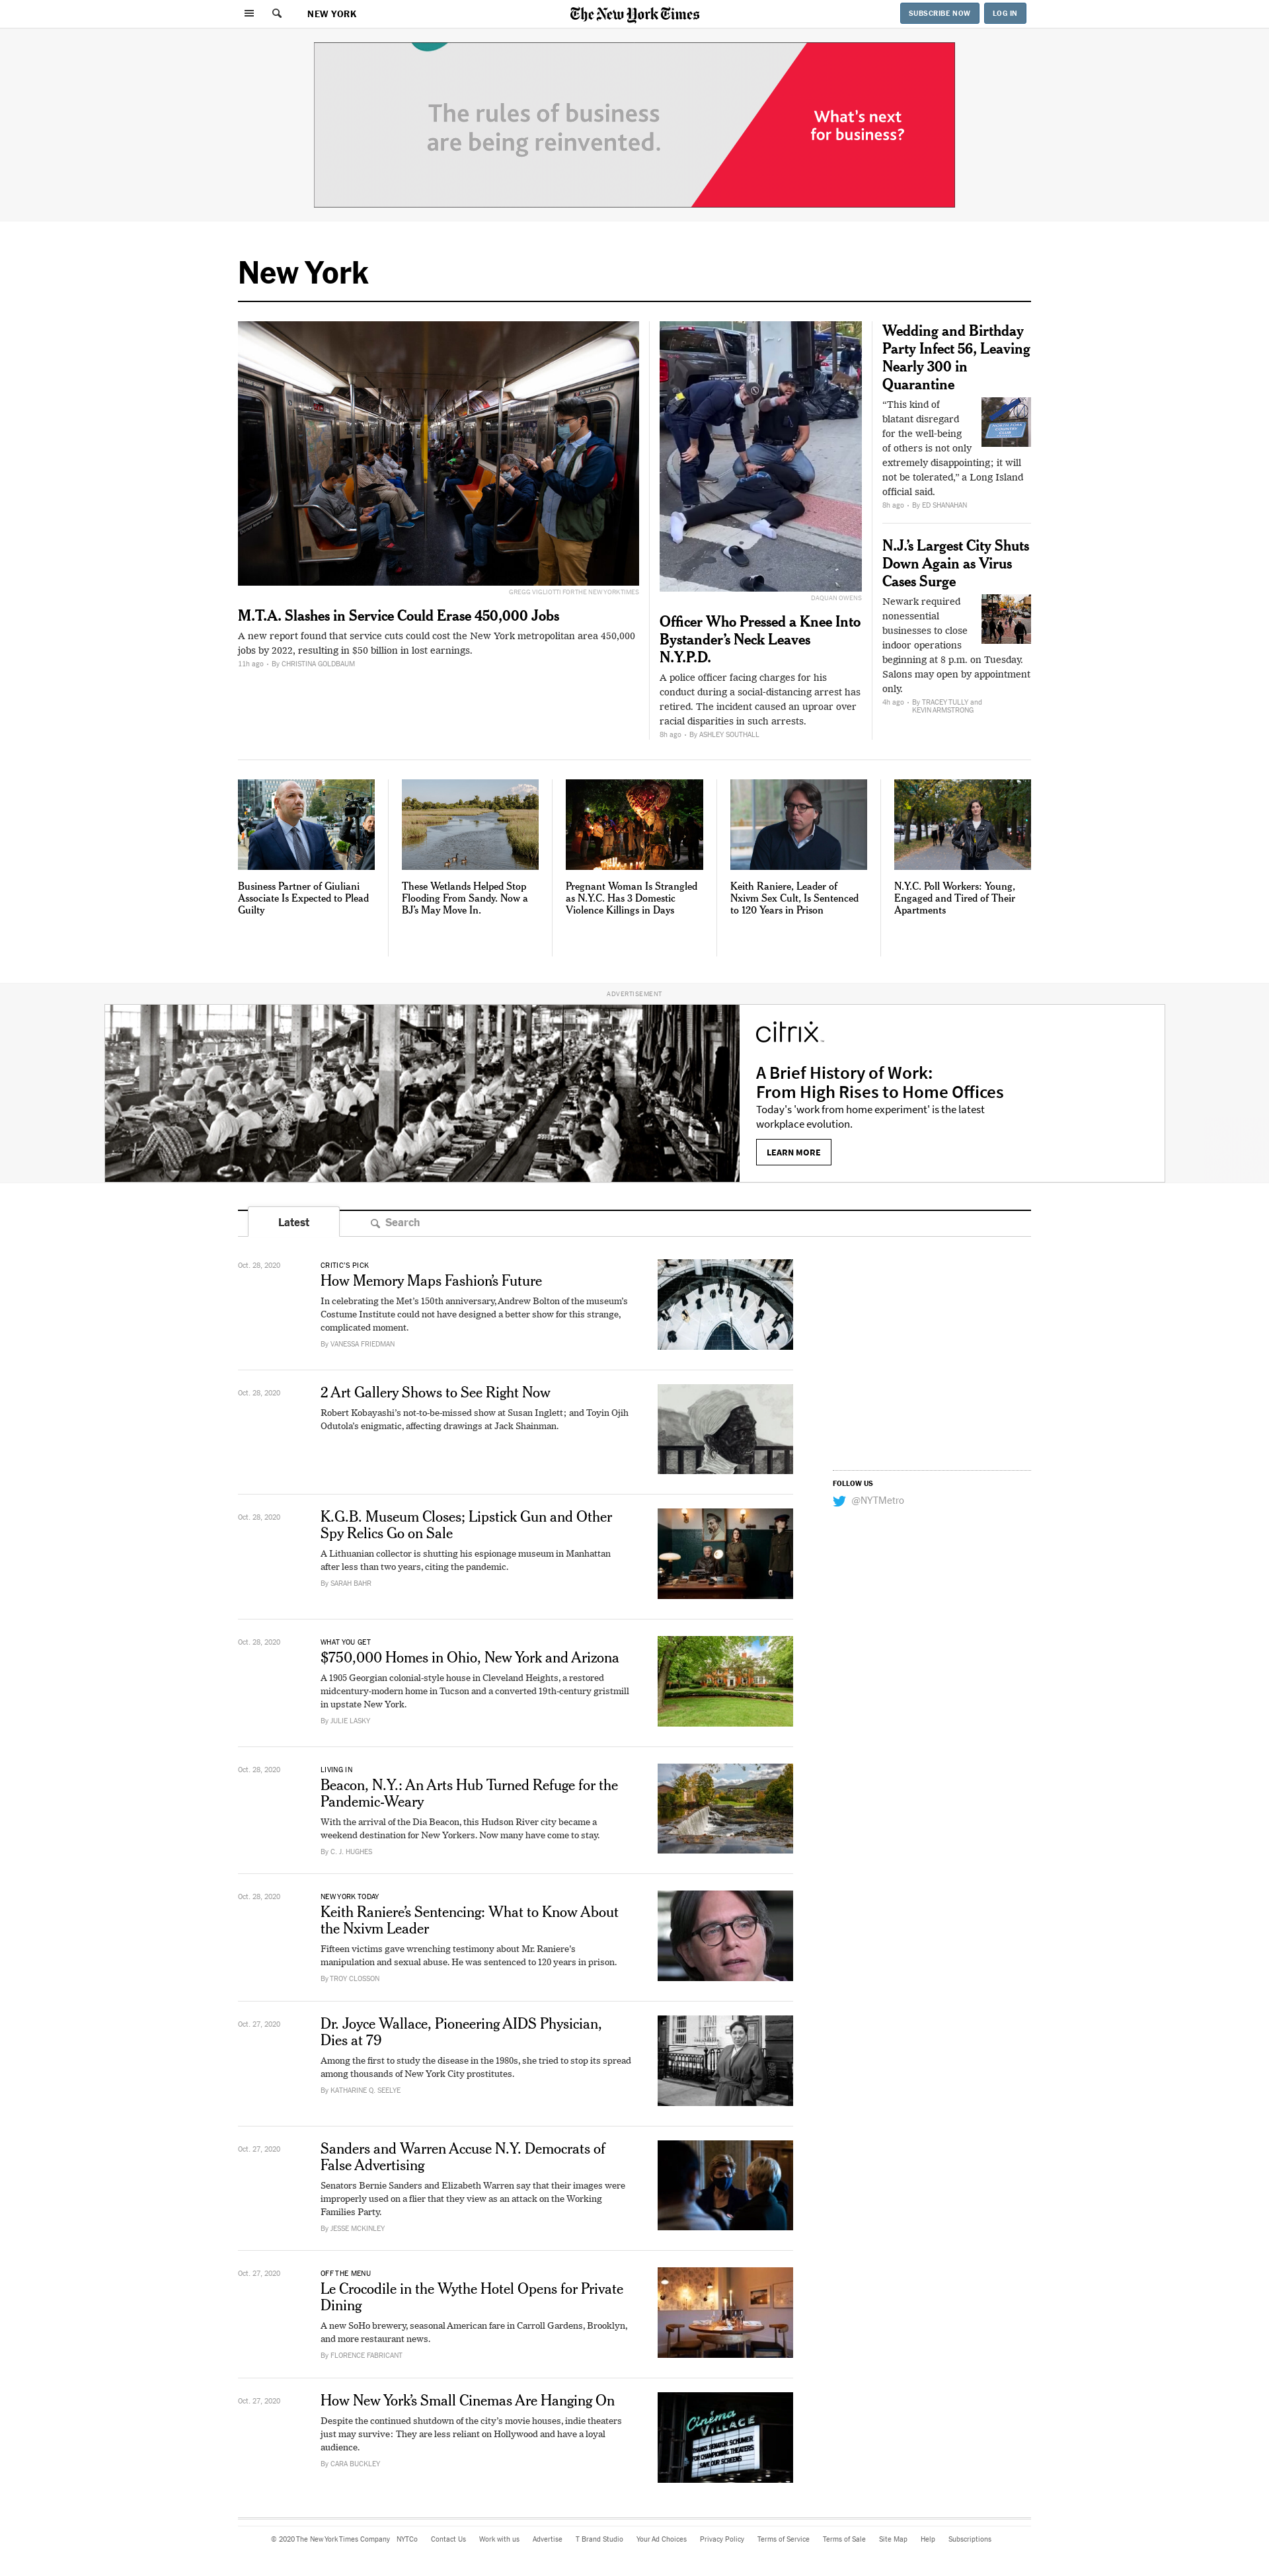 NEW YORK
The New York Times
SUBSCRIBE NOW
LOG IN
The rules of business
are being reinvented.
What's next
for business?
New York
GREGG VIGLIOTTI FOR THE NEW YORK TIMES
M.T.A. Slashes in Service Could Erase 450,000 Jobs
A new report found that service cuts could cost the New York metropolitan area 450,000
jobs by 2022, resulting in $50 billion in lost earnings.
11h ago • By CHRISTINA GOLDBAUM
DAQUAN OWENS
Officer Who Pressed a Knee Into
Bystander’s Neck Leaves
N.Y.P.D.
A police officer facing charges for his
conduct during a social-distancing arrest has
retired. The incident caused an uproar over
racial disparities in such arrests.
8h ago • By ASHLEY SOUTHALL
Wedding and Birthday
Party Infect 56, Leaving
Nearly 300 in
Quarantine
“This kind of
blatant disregard
for the well-being
of others is not only
extremely disappointing; it will
not be tolerated,” a Long Island
official said.
8h ago • By ED SHANAHAN
N.J.’s Largest City Shuts
Down Again as Virus
Cases Surge
Newark required
nonessential
businesses to close
indoor operations
beginning at 8 p.m. on Tuesday.
Salons may open by appointment
only.
4h ago • By TRACEY TULLY and
KEVIN ARMSTRONG
Business Partner of Giuliani
Associate Is Expected to Plead
Guilty
These Wetlands Helped Stop
Flooding From Sandy. Now a
BJ’s May Move In.
Pregnant Woman Is Strangled
as N.Y.C. Has 3 Domestic
Violence Killings in Days
Keith Raniere, Leader of
Nxivm Sex Cult, Is Sentenced
to 120 Years in Prison
N.Y.C. Poll Workers: Young,
Engaged and Tired of Their
Apartments
ADVERTISEMENT
citrix
A Brief History of Work:
From High Rises to Home Offices
Today's 'work from home experiment' is the latest
workplace evolution.
LEARN MORE
Latest
Search
Oct. 28, 2020
CRITIC’S PICK
How Memory Maps Fashion’s Future
In celebrating the Met’s 150th anniversary, Andrew Bolton of the museum’s
Costume Institute could not have designed a better show for this strange,
complicated moment.
By VANESSA FRIEDMAN
Oct. 28, 2020
2 Art Gallery Shows to See Right Now
Robert Kobayashi’s not-to-be-missed show at Susan Inglett; and Toyin Ojih
Odutola’s enigmatic, affecting drawings at Jack Shainman.
FOLLOW US
@NYTMetro
Oct. 28, 2020
K.G.B. Museum Closes; Lipstick Gun and Other
Spy Relics Go on Sale
A Lithuanian collector is shutting his espionage museum in Manhattan
after less than two years, citing the pandemic.
By SARAH BAHR
Oct. 28, 2020
WHAT YOU GET
$750,000 Homes in Ohio, New York and Arizona
A 1905 Georgian colonial-style house in Cleveland Heights, a restored
midcentury-modern home in Tucson and a converted 19th-century gristmill
in upstate New York.
By JULIE LASKY
Oct. 28, 2020
LIVING IN
Beacon, N.Y.: An Arts Hub Turned Refuge for the
Pandemic-Weary
With the arrival of the Dia Beacon, this Hudson River city became a
weekend destination for New Yorkers. Now many have come to stay.
By C. J. HUGHES
Oct. 28, 2020
NEW YORK TODAY
Keith Raniere’s Sentencing: What to Know About
the Nxivm Leader
Fifteen victims gave wrenching testimony about Mr. Raniere’s
manipulation and sexual abuse. He was sentenced to 120 years in prison.
By TROY CLOSSON
Oct. 27, 2020
Dr. Joyce Wallace, Pioneering AIDS Physician,
Dies at 79
Among the first to study the disease in the 1980s, she tried to stop its spread
among thousands of New York City prostitutes.
By KATHARINE Q. SEELYE
Oct. 27, 2020
Sanders and Warren Accuse N.Y. Democrats of
False Advertising
Senators Bernie Sanders and Elizabeth Warren say that their images were
improperly used on a flier that they view as an attack on the Working
Families Party.
By JESSE MCKINLEY
Oct. 27, 2020
OFF THE MENU
Le Crocodile in the Wythe Hotel Opens for Private
Dining
A new SoHo brewery, seasonal American fare in Carroll Gardens, Brooklyn,
and more restaurant news.
By FLORENCE FABRICANT
Oct. 27, 2020
How New York’s Small Cinemas Are Hanging On
Despite the continued shutdown of the city’s movie houses, indie theaters
just may survive: They are less reliant on Hollywood and have a loyal
audience.
By CARA BUCKLEY
Cinéma
VILLAGE
THANKS SENATOR SCHUMER
FOR CHAMPIONING THEATERS
SAVE OUR SCREENS
© 2020 The New York Times Company NYTCo Contact Us Work with us Advertise T Brand Studio Your Ad Choices Privacy Policy Terms of Service Terms of Sale Site Map Help Subscriptions